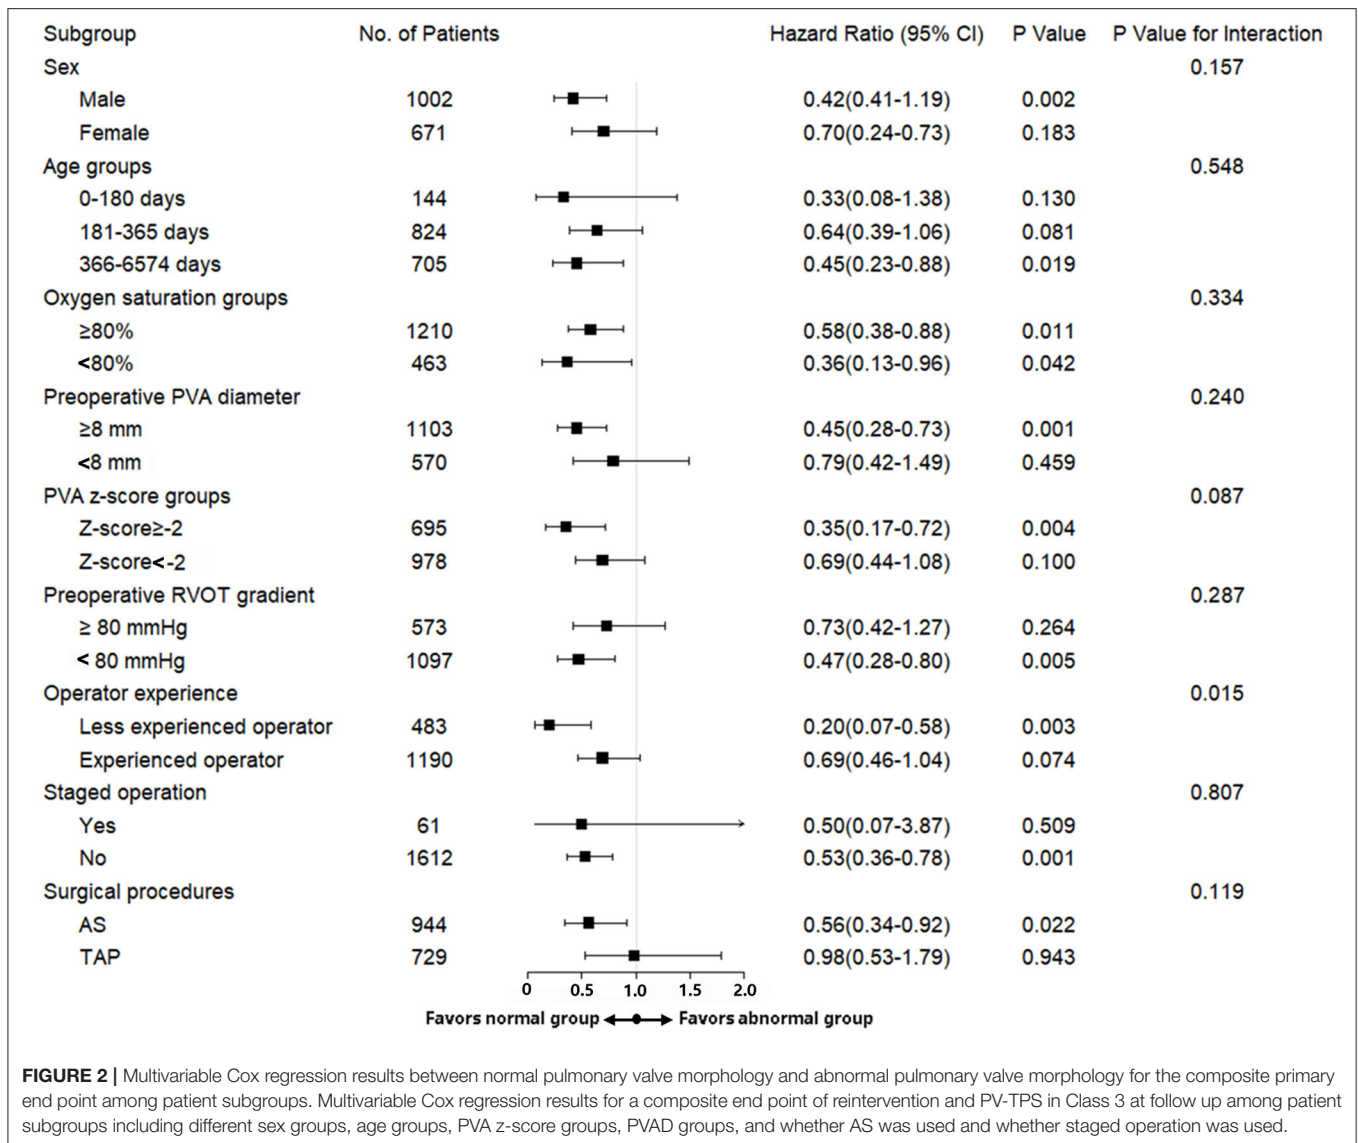 Subgroup No. of Patients Hazard Ratio (95% CI) P Value P Value for Interaction
Sex 0.157
Male 1002 0.42(0.41-1.19) 0.002
Female 671 0.70(0.24-0.73) 0.183
Age groups 0.548
0-180 days 144 0.33(0.08-1.38) 0.130
181-365 days 824 0.64(0.39-1.06) 0.081
366-6574 days 705 0.45(0.23-0.88) 0.019
Oxygen saturation groups 0.334
≥80% 1210 0.58(0.38-0.88) 0.011
<80% 463 0.36(0.13-0.96) 0.042
Preoperative PVA diameter 0.240
≥8 mm 1103 0.45(0.28-0.73) 0.001
<8 mm 570 0.79(0.42-1.49) 0.459
PVA z-score groups 0.087
Z-score≥-2 695 0.35(0.17-0.72) 0.004
Z-score<-2 978 0.69(0.44-1.08) 0.100
Preoperative RVOT gradient 0.287
≥ 80 mmHg 573 0.73(0.42-1.27) 0.264
< 80 mmHg 1097 0.47(0.28-0.80) 0.005
Operator experience 0.015
Less experienced operator 483 0.20(0.07-0.58) 0.003
Experienced operator 1190 0.69(0.46-1.04) 0.074
Staged operation 0.807
Yes 61 0.50(0.07-3.87) 0.509
No 1612 0.53(0.36-0.78) 0.001
Surgical procedures 0.119
AS 944 0.56(0.34-0.92) 0.022
TAP 729 0.98(0.53-1.79) 0.943
0 0.5 1.0 1.5 2.0
Favors normal group Favors abnormal group
FIGURE 2 | Multivariable Cox regression results between normal pulmonary valve morphology and abnormal pulmonary valve morphology for the composite primary
end point among patient subgroups. Multivariable Cox regression results for a composite end point of reintervention and PV-TPS in Class 3 at follow up among patient
subgroups including different sex groups, age groups, PVA z-score groups, PVAD groups, and whether AS was used and whether staged operation was used.